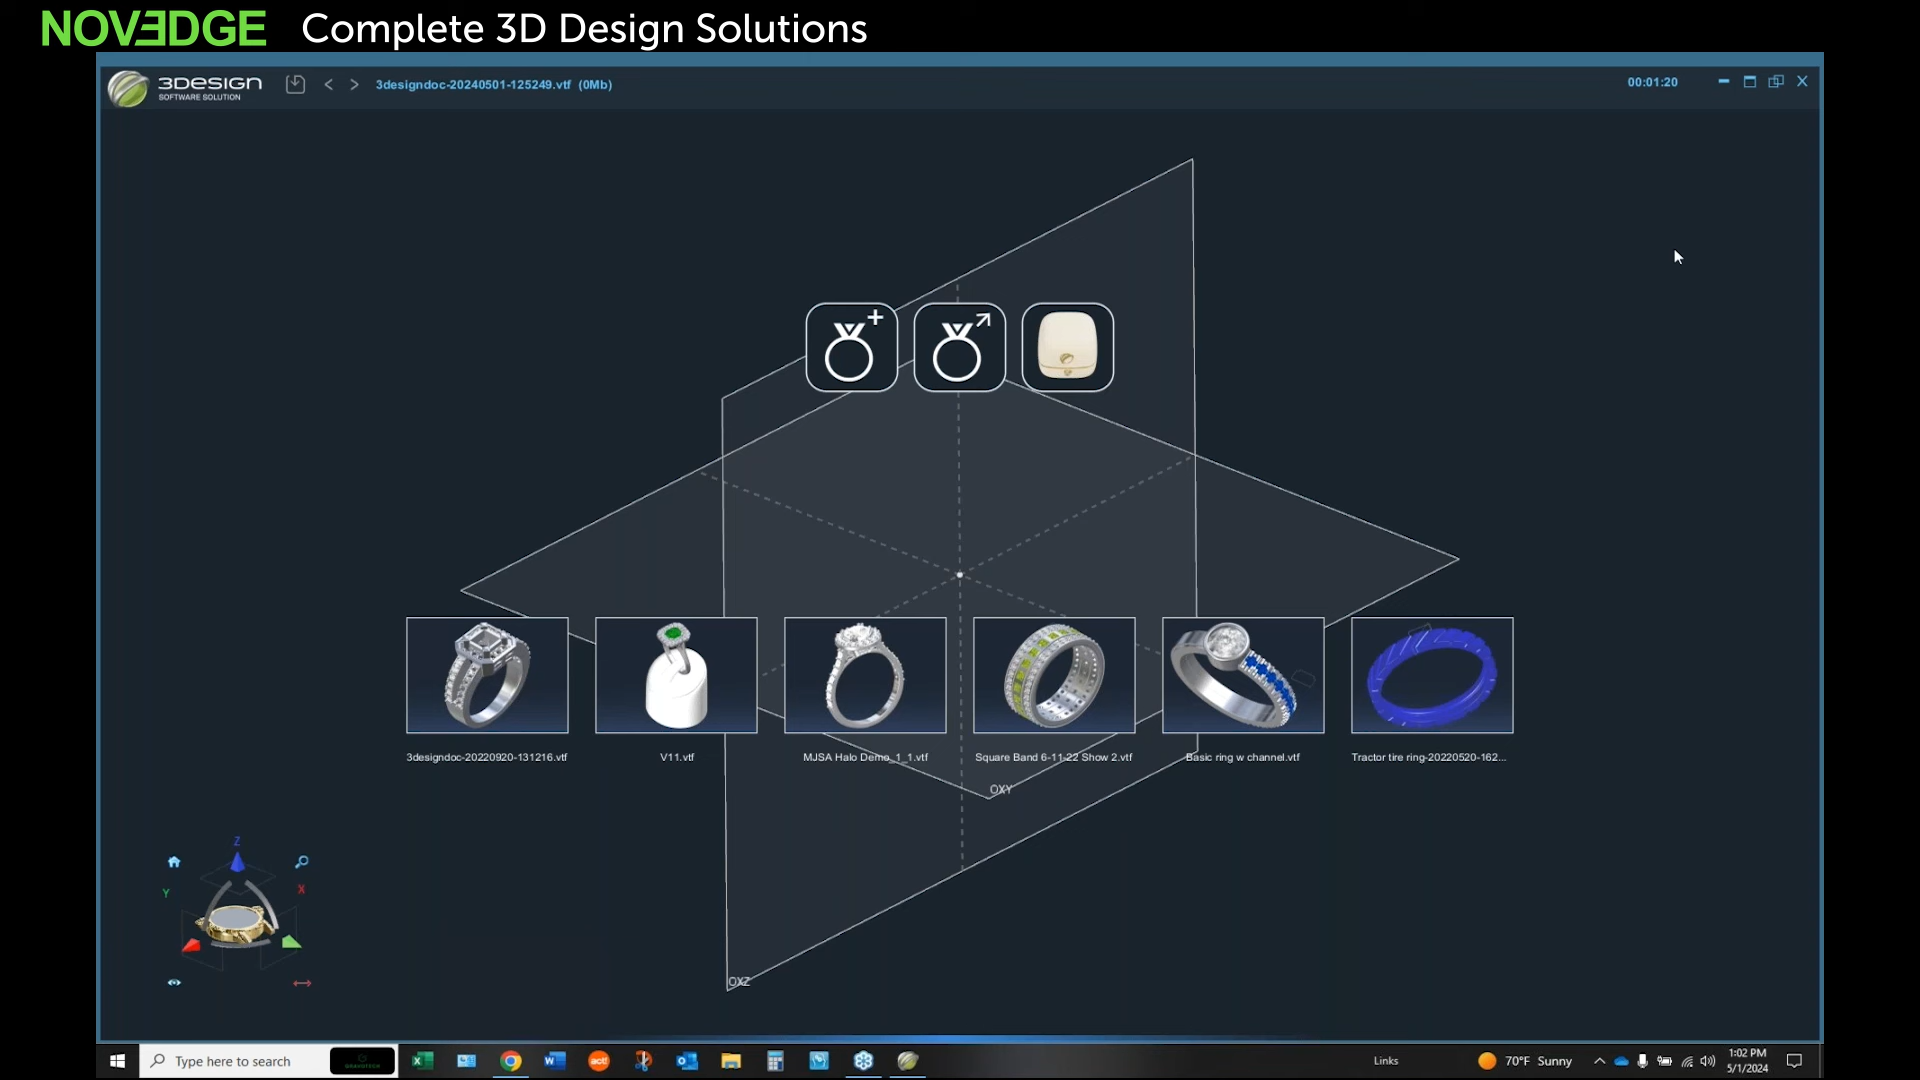 NOVEDGE Complete 3D Design Solutions
3DESIGN
SOFTWARE SOLUTION
< > 3designdoc-20240501-125249.vtf (0Mb)
00:01:20
3designdoc-20220920-131216.vtf
V11.vtf
MJSA Halo Demo_1_1.vtf
Square Band 6-11-22 Show 2.vtf
Basic ring w channel.vtf
Tractor tire ring-20220520-162...
OXY
Z
Y
X
OXZ
Type here to search
act!
Links
70°F Sunny
1:02 PM
5/1/2024